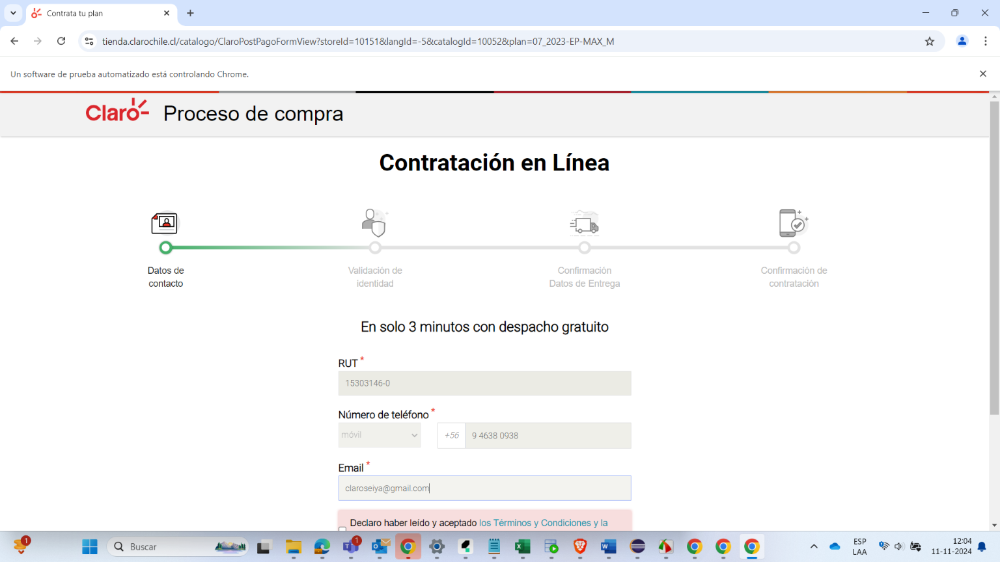 Contrata tu plan
tienda.clarochile.cl/catalogo/ClaroPostPagoFormView?storeId=10151&langId=-5&catalogId=10052&plan=07_2023-EP-MAX_M
Un software de prueba automatizado está controlando Chrome.
Claro
Proceso de compra
Contratación en Línea
Datos de
contacto
Validación de
identidad
Confirmación
Datos de Entrega
Confirmación de
contratación
En solo 3 minutos con despacho gratuito
RUT *
15303146-0
Número de teléfono *
móvil
+56
9 4638 0938
Email *
claroseiya@gmail.com
Declaro haber leído y aceptado los Términos y Condiciones y la
1
Buscar
1
ESP
LAA
12:04
11-11-2024